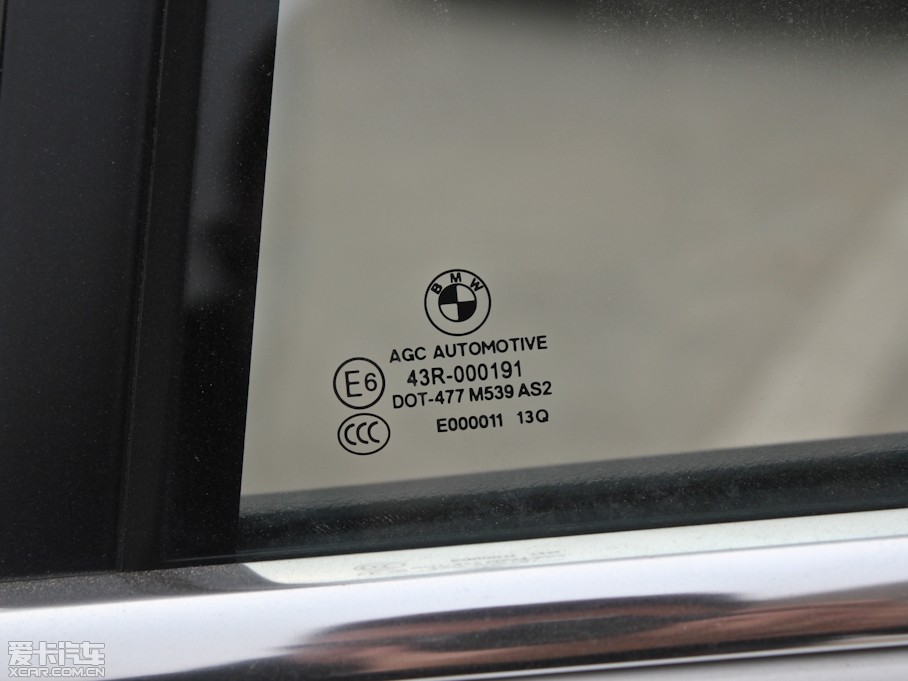 BMW
AGC AUTOMOTIVE
E6 43R-000191
DOT-477 M539 AS2
CCC E000011 13Q
爱卡汽车
XCAR.COM.CN